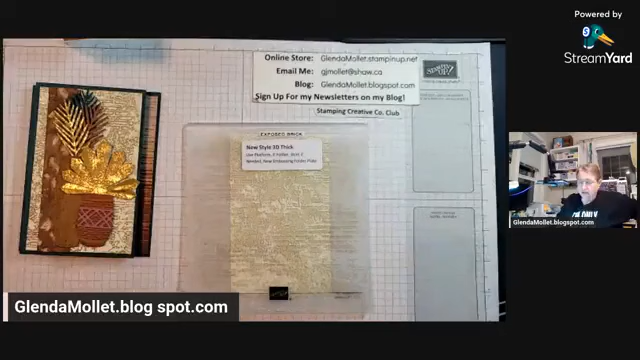 Powered by
StreamYard
Online Store: GlendaMollet.stampinup.net
Email Me: gjmollet@shaw.ca
Blog: GlendaMollet.blogspot.com
Sign Up For my Newsletters on my Blog!
Stamping Creative Co. Club
STAMPIN' UP!
EXPOSED BRICK
New Style 3D Thick
GlendaMollet.blogspot.com
GlendaMollet.blog spot.com